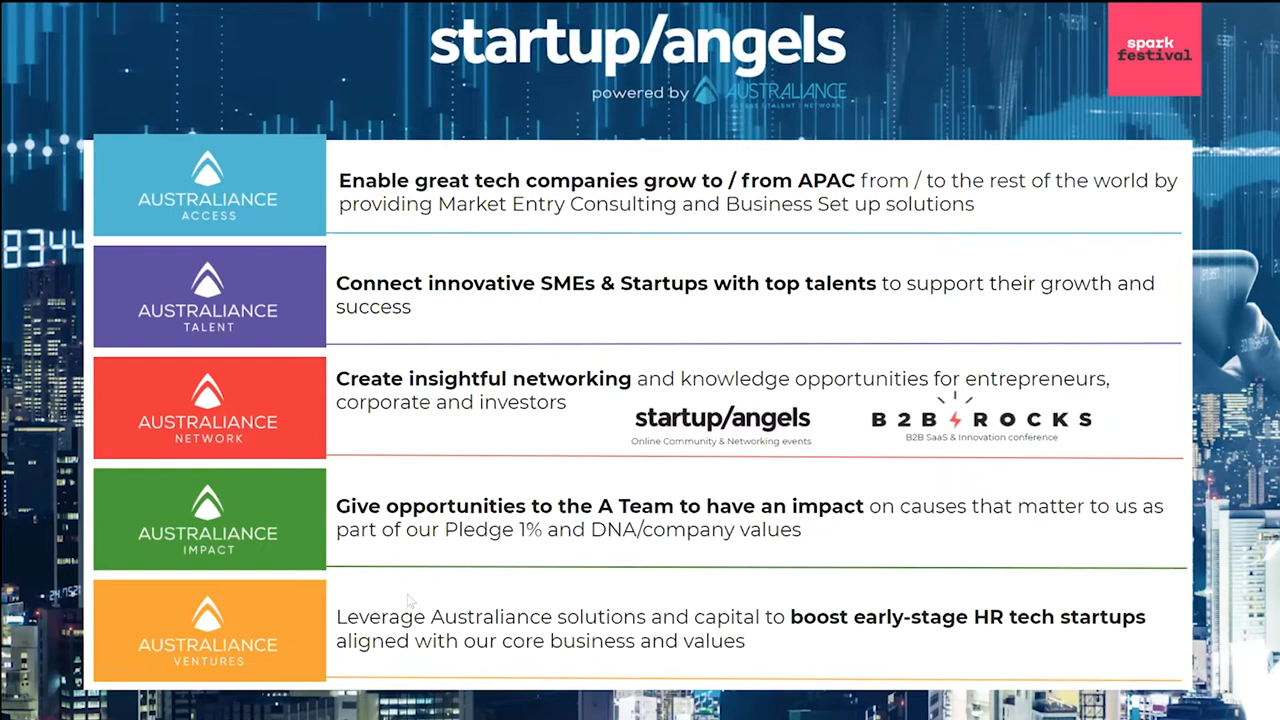 startup/angels
spark
festival
powered by AUSTRALIANCE
ACCESS | TALENT | NETWORK
AUSTRALIANCE
ACCESS
Enable great tech companies grow to / from APAC from / to the rest of the world by
providing Market Entry Consulting and Business Set up solutions
8344
AUSTRALIANCE
TALENT
Connect innovative SMEs & Startups with top talents to support their growth and
success
AUSTRALIANCE
NETWORK
Create insightful networking and knowledge opportunities for entrepreneurs,
corporate and investors
startup/angels
Online Community & Networking events
B2B ROCKS
B2B SaaS & Innovation conference
AUSTRALIANCE
IMPACT
Give opportunities to the A Team to have an impact on causes that matter to us as
part of our Pledge 1% and DNA/company values
AUSTRALIANCE
VENTURES
Leverage Australiance solutions and capital to boost early-stage HR tech startups
aligned with our core business and values